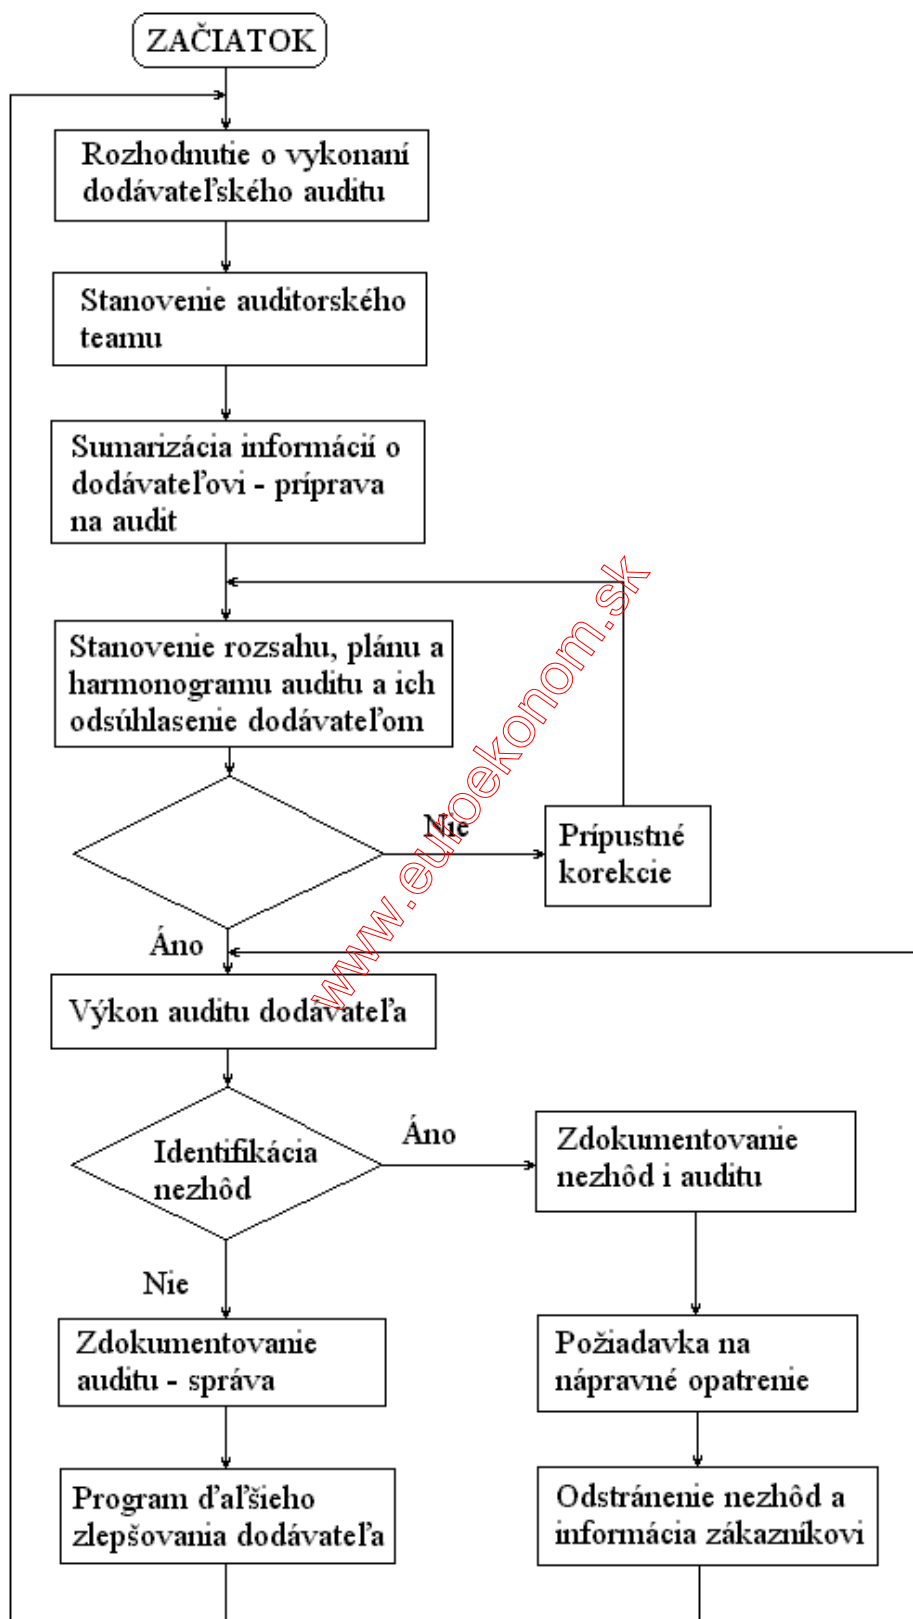 ZAČIATOK
Rozhodnutie o vykonaní
dodávateľského auditu
Stanovenie auditorského
teamu
Sumarizácia informácií o
dodávateľovi - príprava
na audit
Stanovenie rozsahu, plánu a
harmonogramu auditu a ich
odsúhlasenie dodávateľom
Nie
Prípustné
korekcie
Áno
Výkon auditu dodávateľa
Identifikácia
nezhôd
Áno
Zdokumentovanie
nezhôd i auditu
Nie
Zdokumentovanie
auditu - správa
Požiadavka na
nápravné opatrenie
Program ďaľšieho
zlepšovania dodávateľa
Odstránenie nezhôd a
informácia zákazníkovi
www.euroekonom.sk